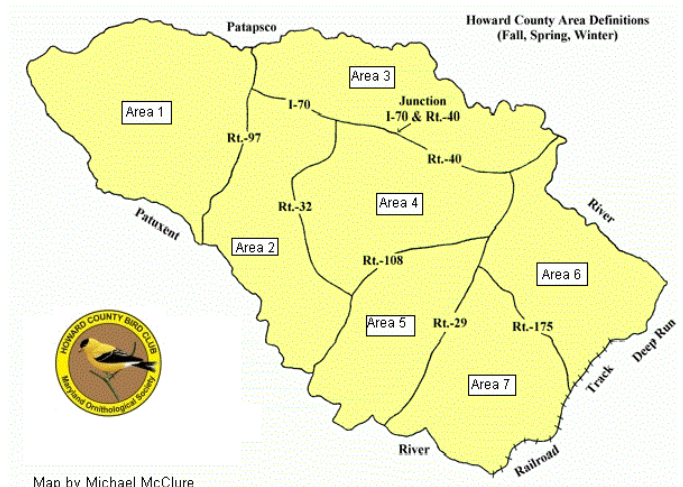 Howard County Area Definitions
(Fall, Spring, Winter)
Patapsco
Area 3
Area 1
I-70
Junction
I-70 & Rt.-40
Rt.-97
Rt.-40
Rt.-32
Area 4
River
Patuxent
Area 2
Rt.-108
Area 6
Area 5
Rt.-29
Rt.-175
Deep Run
Track
Area 7
River
Railroad
HOWARD COUNTY BIRD CLUB
Maryland Ornithological Society
Map by Michael McClure